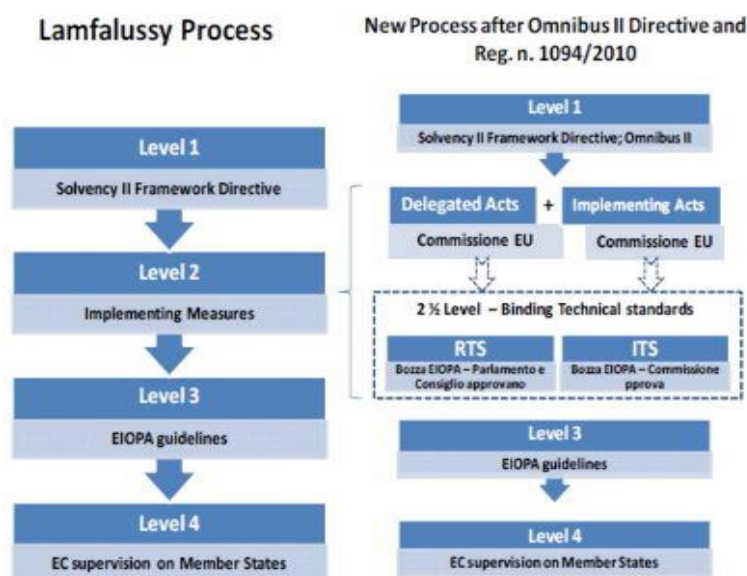 Lamfalussy Process
Level 1
Solvency II Framework Directive
Level 2
Implementing Measures
Level 3
EIOPA guidelines
Level 4
EC supervision on Member States
New Process after Omnibus II Directive and
Reg. n. 1094/2010
Level 1
Solvency II Framework Directive; Omnibus II
Delegated Acts
+
Implementing Acts
Commissione EU
Commissione EU
2 ½ Level – Binding Technical standards
RTS
Bozza EIOPA – Parlamento e
Consiglio approvano
ITS
Bozza EIOPA – Commissione
pprova
Level 3
EIOPA guidelines
Level 4
EC supervision on Member States